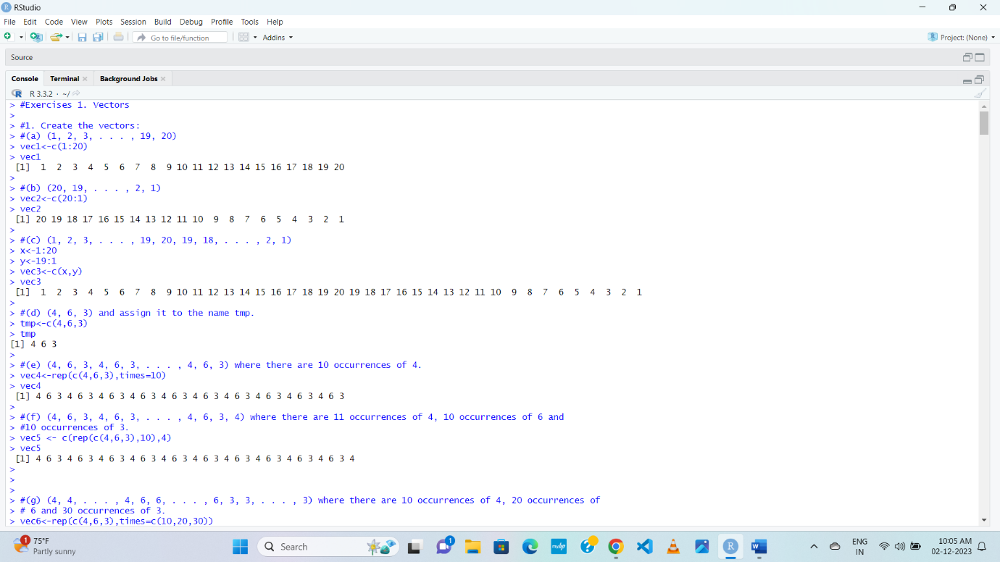 RStudio
File Edit Code View Plots Session Build Debug Profile Tools Help
Go to file/function Addins Project: (None)
Source
Console Terminal Background Jobs
R 3.3.2 · ~/
> #Exercises 1. Vectors
>
> #1. Create the vectors:
> #(a) (1, 2, 3, . . . , 19, 20)
> vec1<-c(1:20)
> vec1
[1] 1 2 3 4 5 6 7 8 9 10 11 12 13 14 15 16 17 18 19 20
>
> #(b) (20, 19, . . . , 2, 1)
> vec2<-c(20:1)
> vec2
[1] 20 19 18 17 16 15 14 13 12 11 10 9 8 7 6 5 4 3 2 1
>
> #(c) (1, 2, 3, . . . , 19, 20, 19, 18, . . . , 2, 1)
> x<-1:20
> y<-19:1
> vec3<-c(x,y)
> vec3
[1] 1 2 3 4 5 6 7 8 9 10 11 12 13 14 15 16 17 18 19 20 19 18 17 16 15 14 13 12 11 10 9 8 7 6 5 4 3 2 1
>
> #(d) (4, 6, 3) and assign it to the name tmp.
> tmp<-c(4,6,3)
> tmp
[1] 4 6 3
>
> #(e) (4, 6, 3, 4, 6, 3, . . . , 4, 6, 3) where there are 10 occurrences of 4.
> vec4<-rep(c(4,6,3),times=10)
> vec4
[1] 4 6 3 4 6 3 4 6 3 4 6 3 4 6 3 4 6 3 4 6 3 4 6 3 4 6 3 4 6 3
>
> #(f) (4, 6, 3, 4, 6, 3, . . . , 4, 6, 3, 4) where there are 11 occurrences of 4, 10 occurrences of 6 and
> #10 occurrences of 3.
> vec5 <- c(rep(c(4,6,3),10),4)
> vec5
[1] 4 6 3 4 6 3 4 6 3 4 6 3 4 6 3 4 6 3 4 6 3 4 6 3 4 6 3 4 6 3 4
>
>
>
> #(g) (4, 4, . . . , 4, 6, 6, . . . , 6, 3, 3, . . . , 3) where there are 10 occurrences of 4, 20 occurrences of
> # 6 and 30 occurrences of 3.
> vec6<-rep(c(4,6,3),times=c(10,20,30))
1 75°F
Partly sunny
Search
1
myhp
ENG
IN
10:05 AM
02-12-2023